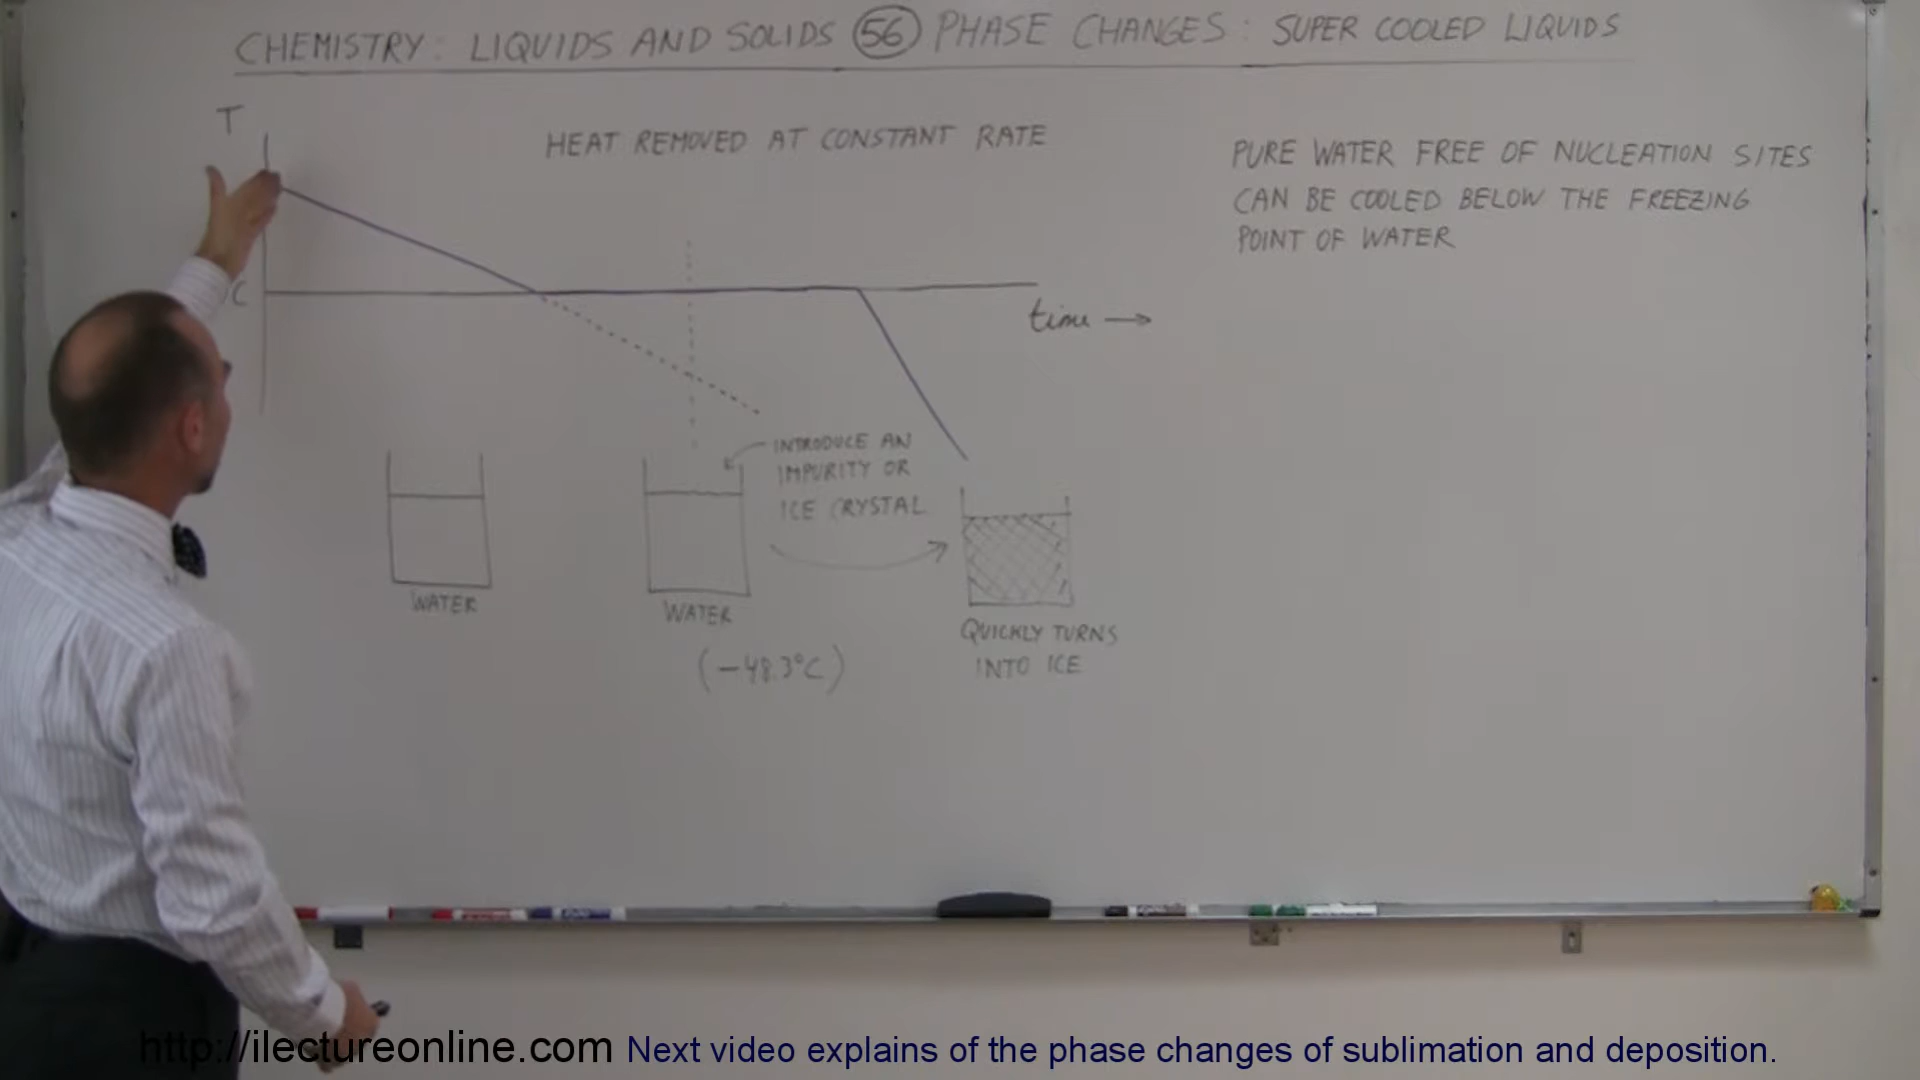 CHEMISTRY: LIQUIDS AND SOLIDS 56 PHASE CHANGES: SUPER COOLED LIQUIDS
T
HEAT REMOVED AT CONSTANT RATE
PURE WATER FREE OF NUCLEATION SITES
CAN BE COOLED BELOW THE FREEZING
POINT OF WATER
C
time →
INTRODUCE AN
IMPURITY OR
ICE CRYSTAL
WATER
WATER
(-48.3°C)
QUICKLY TURNS
INTO ICE
http://ilectureonline.com Next video explains of the phase changes of sublimation and deposition.